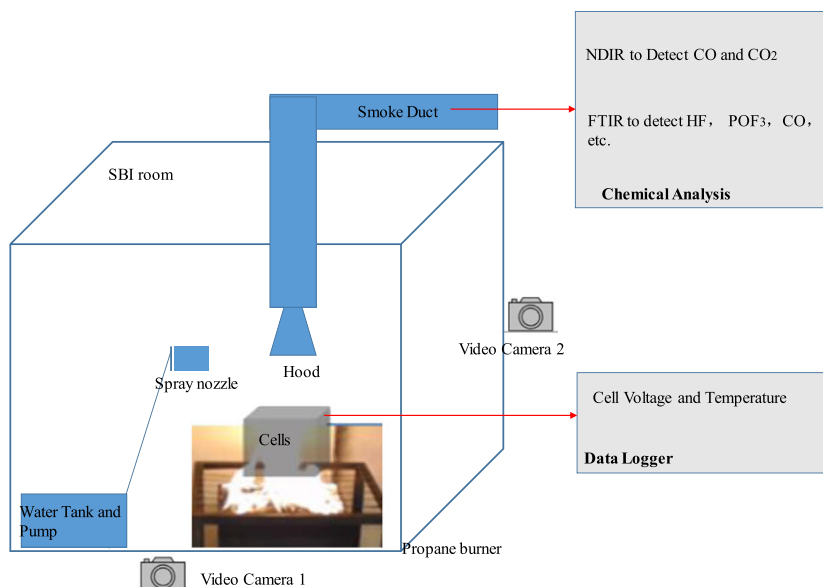 NDIR to Detect CO and CO2
Smoke Duct
FTIR to detect HF， POF3，CO，
etc.
Chemical Analysis
SBI room
Video Camera 2
Spray nozzle
Hood
Cell Voltage and Temperature
Cells
Data Logger
Water Tank and
Pump
Propane burner
Video Camera 1